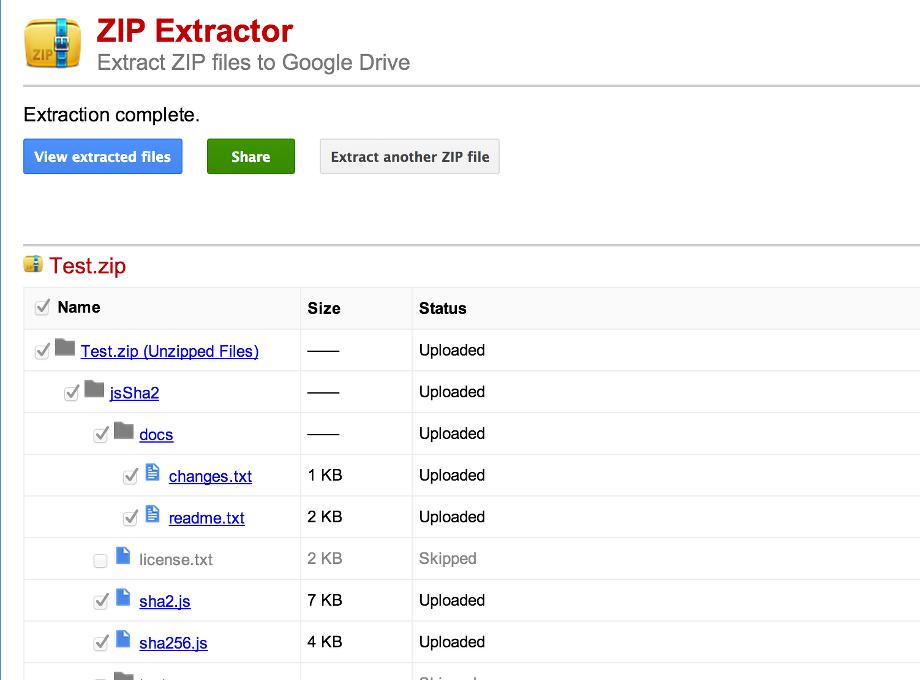 ZIP Extractor
ZIP
Extract ZIP files to Google Drive
Extraction complete.
View extracted files Share Extract another ZIP file
Test.zip
Name Size Status
Test.zip (Unzipped Files) —— Uploaded
jsSha2 —— Uploaded
docs —— Uploaded
changes.txt 1 KB Uploaded
readme.txt 2 KB Uploaded
license.txt 2 KB Skipped
sha2.js 7 KB Uploaded
sha256.js 4 KB Uploaded